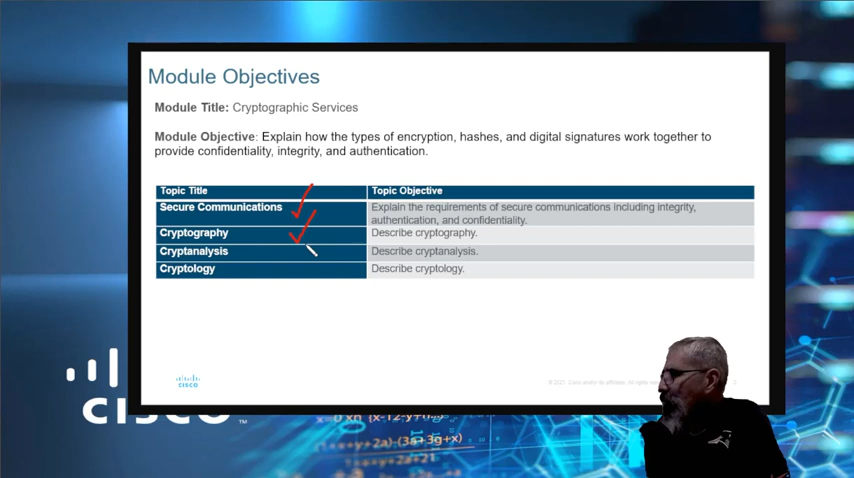 Module Objectives
Module Title: Cryptographic Services
Module Objective: Explain how the types of encryption, hashes, and digital signatures work together to
provide confidentiality, integrity, and authentication.
Topic Title Topic Objective
Secure Communications Explain the requirements of secure communications including integrity,
authentication, and confidentiality.
Cryptography Describe cryptography.
Cryptanalysis Describe cryptanalysis.
Cryptology Describe cryptology.
CISCO
CISCO